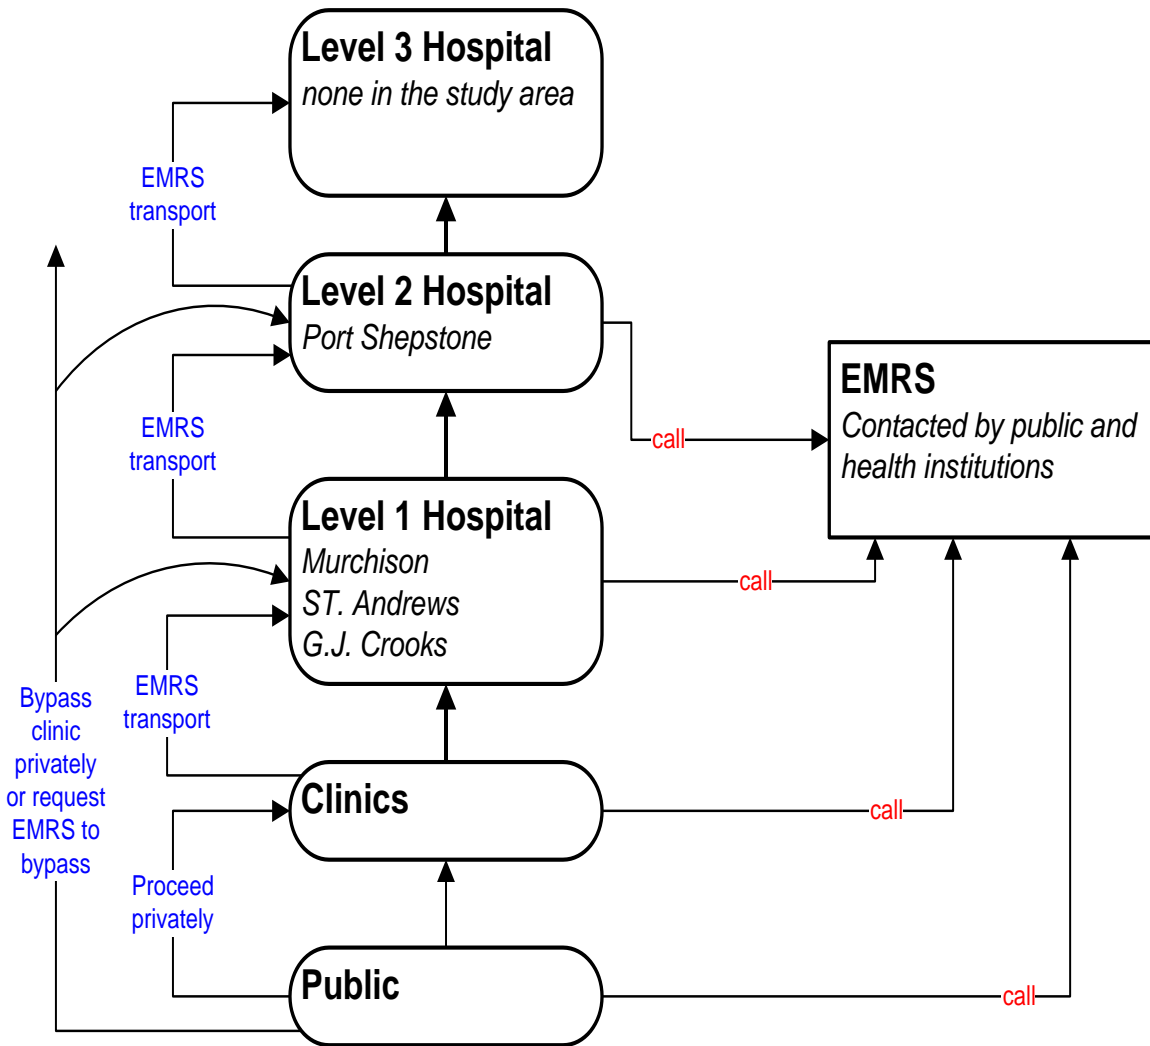 Level 3 Hospital
none in the study area
EMRS
transport
Level 2 Hospital
Port Shepstone
EMRS
Contacted by public and
health institutions
call
EMRS
transport
Level 1 Hospital
Murchison
ST. Andrews
G.J. Crooks
call
EMRS
transport
Bypass
clinic
privately
or request
EMRS to
bypass
Clinics
call
Proceed
privately
Public
call